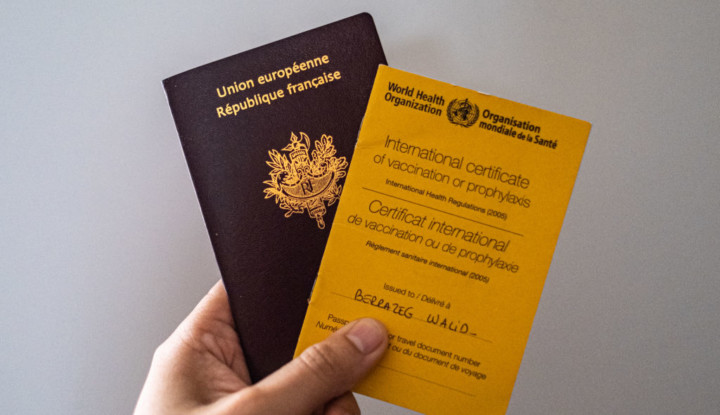 Union européenne
République française
World Health
Organization
Organisation
mondiale de la Santé
International certificate
of vaccination or prophylaxis
International Health Regulations (2005)
Certificat international
de vaccination ou de prophylaxie
Règlement sanitaire international (2005)
Issued to / Délivré à
BERRAZEG WALID
or travel document number
ou du document de voyage